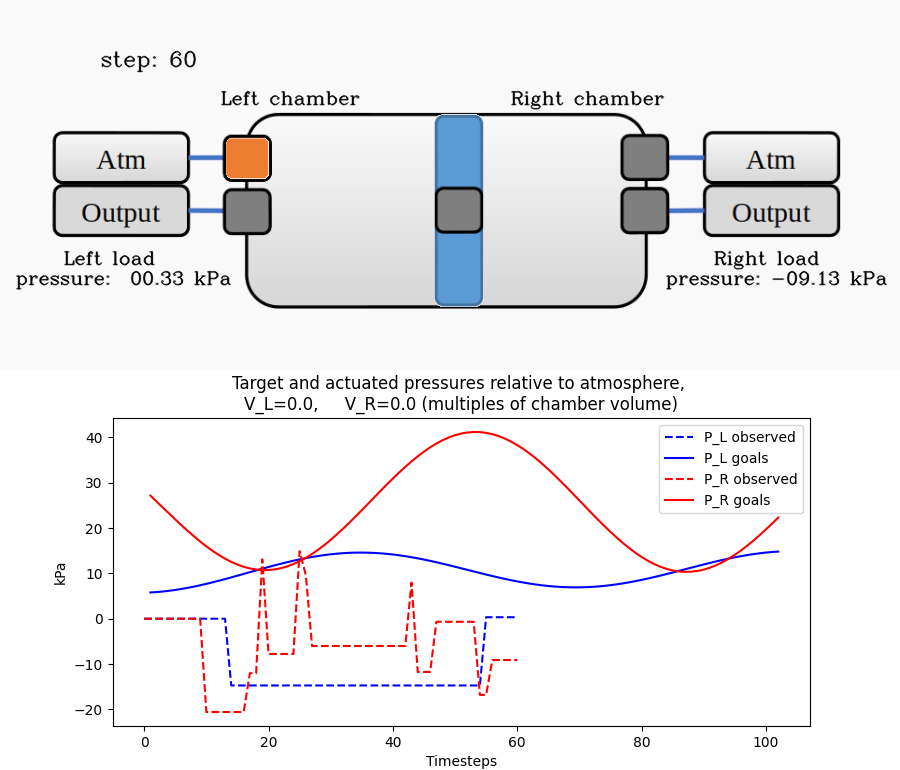 step: 60
Left chamber
Right chamber
Atm
Atm
Output
Output
Left load
pressure:  00.33 kPa
Right load
pressure: −09.13 kPa
Target and actuated pressures relative to atmosphere,
V_L=0.0,     V_R=0.0 (multiples of chamber volume)
P_L observed
P_L goals
P_R observed
P_R goals
kPa
40
30
20
10
0
−10
−20
0
20
40
60
80
100
Timesteps